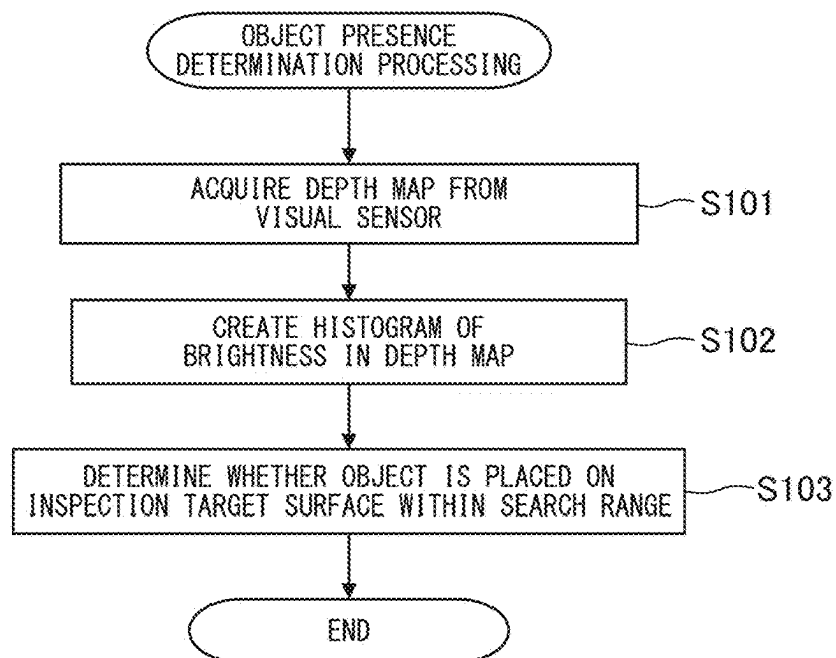 OBJECT PRESENCE
DETERMINATION PROCESSING
ACQUIRE DEPTH MAP FROM
VISUAL SENSOR
S101
CREATE HISTOGRAM OF
BRIGHTNESS IN DEPTH MAP
S102
DETERMINE WHETHER OBJECT IS PLACED ON
INSPECTION TARGET SURFACE WITHIN SEARCH RANGE
S103
END